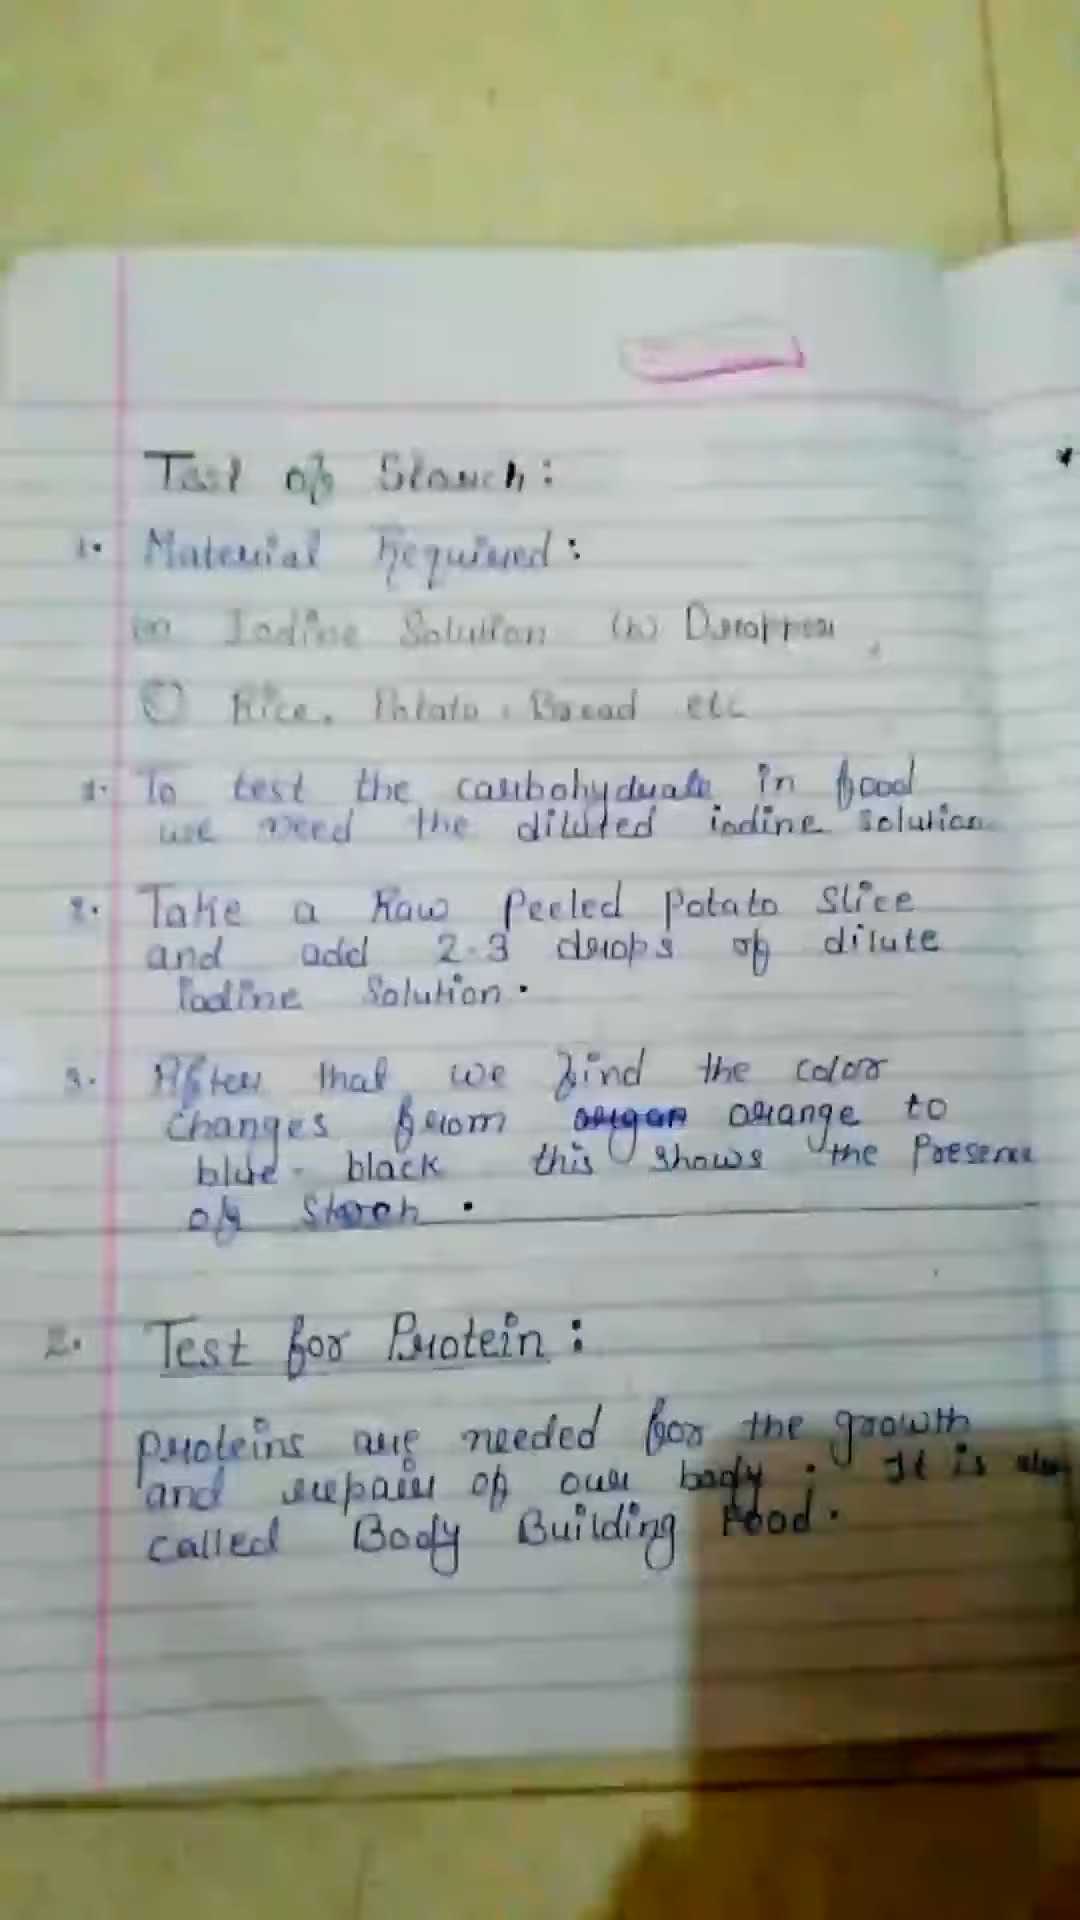 Test of Starch:
1. Material Required:
(a) Iodine Solution (b) Dropper,
(c) Rice, Potato, Bread etc
1. To test the carbohydrate in food
we need the diluted iodine solution
2. Take a Raw Peeled Potato Slice
and add 2-3 drops of dilute
Iodine Solution.
3. After that we find the color
changes from orange to
blue-black this shows the Presence
of Starch.
2. Test for Protein:
proteins are needed for the growth
and repair of our body. It is also
called Body Building Food.